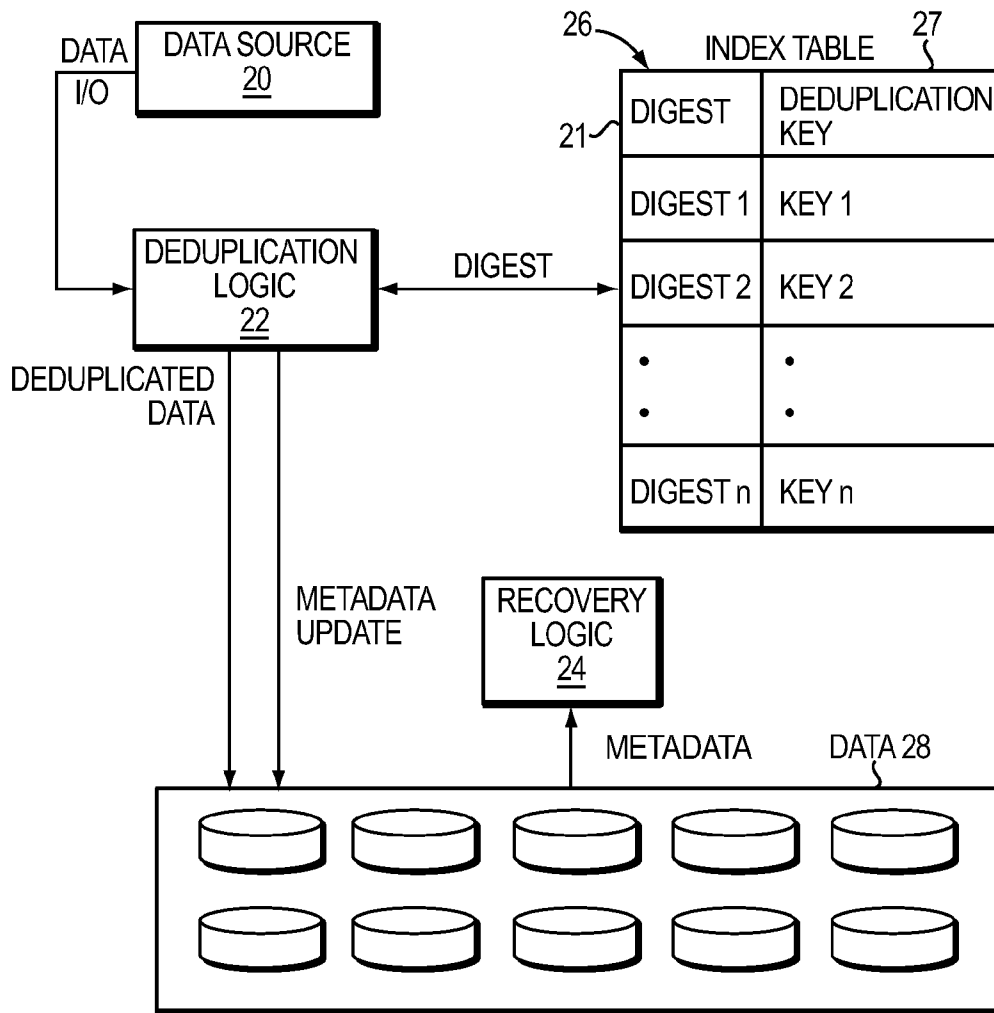 DATA
I/O
DATA SOURCE
20
26
INDEX TABLE
27
21
DIGEST
DEDUPLICATION
KEY
DIGEST 1
KEY 1
DIGEST 2
KEY 2
DIGEST n
KEY n
DEDUPLICATION
LOGIC
22
DIGEST
DEDUPLICATED
DATA
METADATA
UPDATE
RECOVERY
LOGIC
24
METADATA
DATA 28